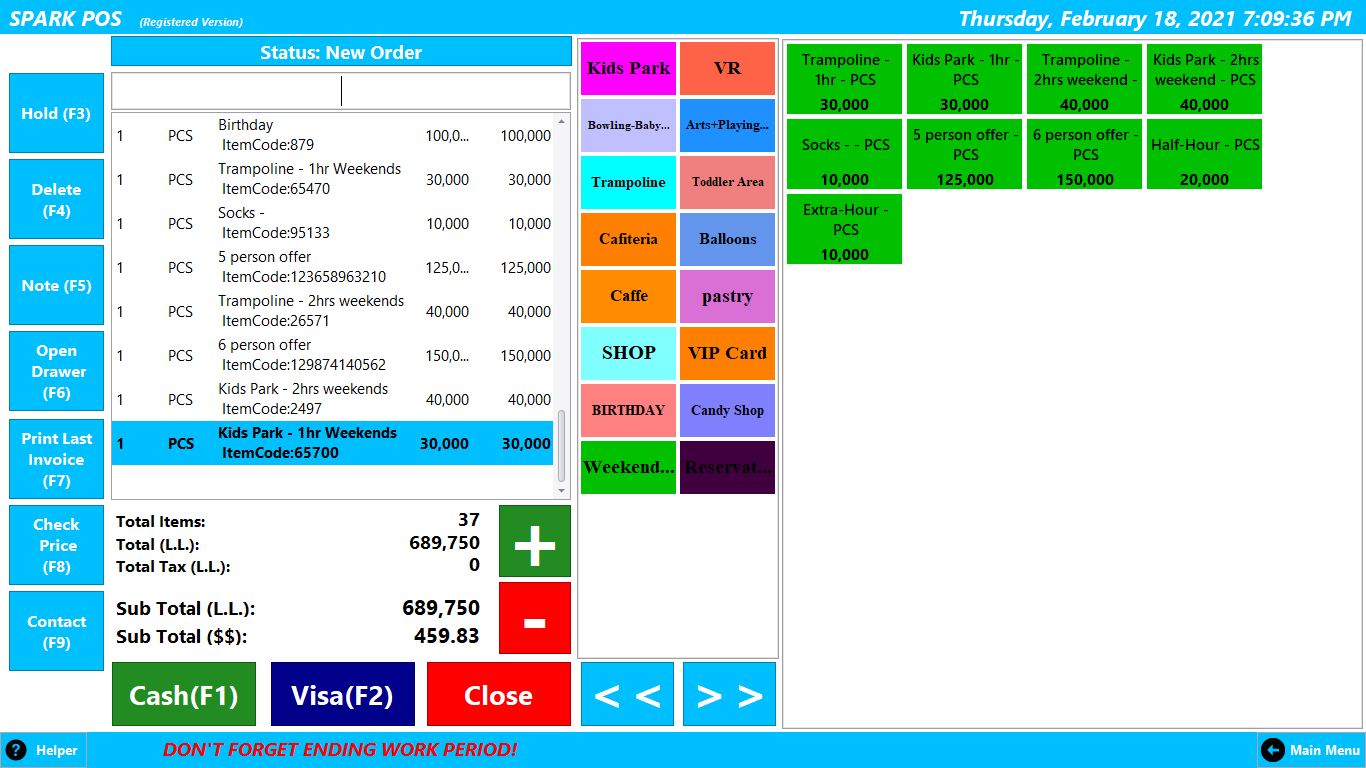 SPARK POS (Registered Version)
Thursday, February 18, 2021 7:09:36 PM
Status: New Order
Hold (F3)
Delete
(F4)
Note (F5)
Open
Drawer
(F6)
Print Last
Invoice
(F7)
Check
Price
(F8)
Contact
(F9)
1 PCS Birthday 100,0... 100,000
ItemCode:879
1 PCS Trampoline - 1hr Weekends 30,000 30,000
ItemCode:65470
1 PCS Socks - 10,000 10,000
ItemCode:95133
1 PCS 5 person offer 125,0... 125,000
ItemCode:123658963210
1 PCS Trampoline - 2hrs weekends 40,000 40,000
ItemCode:26571
1 PCS 6 person offer 150,0... 150,000
ItemCode:129874140562
1 PCS Kids Park - 2hrs weekends 40,000 40,000
ItemCode:2497
1 PCS Kids Park - 1hr Weekends 30,000 30,000
ItemCode:65700
Total Items: 37
Total (L.L.): 689,750
Total Tax (L.L.): 0
Sub Total (L.L.): 689,750
Sub Total ($$): 459.83
+
-
Cash(F1)
Visa(F2)
Close
Kids Park
VR
Bowling-Baby...
Arts+Playing...
Trampoline
Toddler Area
Cafiteria
Balloons
Caffe
pastry
SHOP
VIP Card
BIRTHDAY
Candy Shop
Weekend...
Reservat...
< <
> >
Trampoline -
1hr - PCS
30,000
Kids Park - 1hr -
PCS
30,000
Trampoline -
2hrs weekend -
40,000
Kids Park - 2hrs
weekend - PCS
40,000
Socks - - PCS
10,000
5 person offer -
PCS
125,000
6 person offer -
PCS
150,000
Half-Hour - PCS
20,000
Extra-Hour -
PCS
10,000
? Helper
DON'T FORGET ENDING WORK PERIOD!
Main Menu